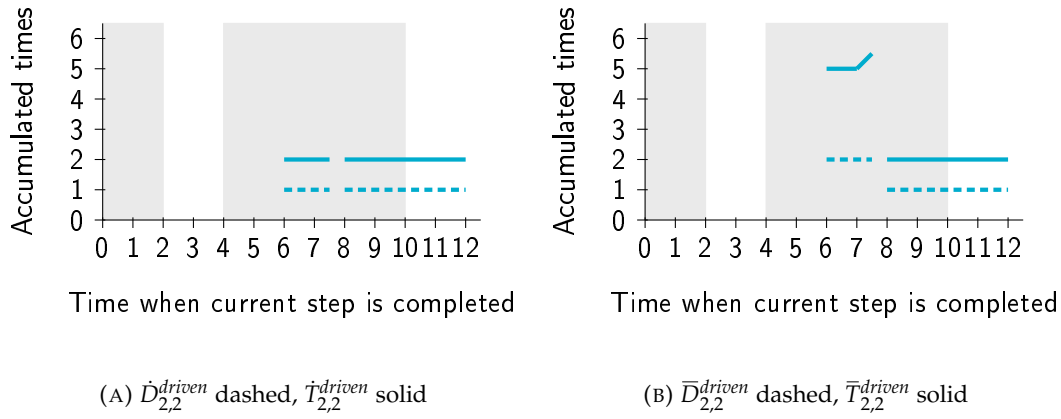 Accumulated times
6
5
4
3
2
1
0
0 1 2 3 4 5 6 7 8 9 10 11 12
Time when current step is completed
(A) Ḋ2,2^driven dashed, Ṫ2,2^driven solid
Accumulated times
6
5
4
3
2
1
0
0 1 2 3 4 5 6 7 8 9 10 11 12
Time when current step is completed
(B) D̅2,2^driven dashed, T̅2,2^driven solid